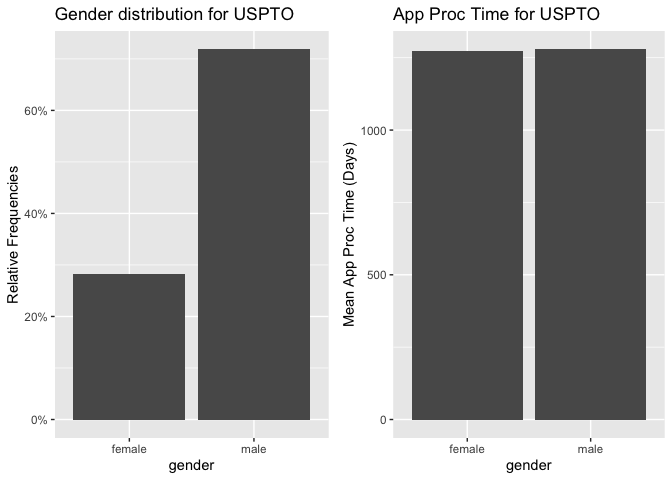 Gender distribution for USPTO
Relative Frequencies
60%
40%
20%
0%
female male
gender
App Proc Time for USPTO
Mean App Proc Time (Days)
1000
500
0
female male
gender